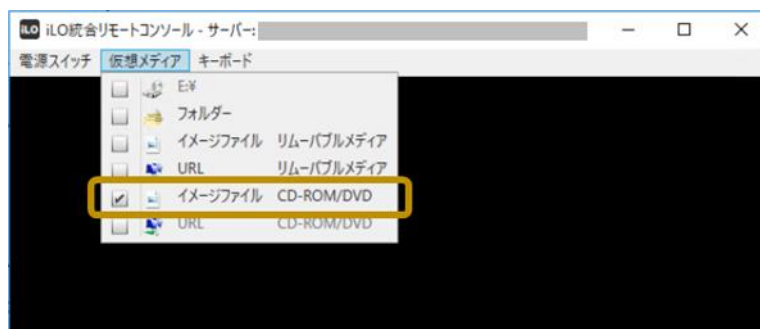 iLO iLO統合リモートコンソール - サーバー:
電源スイッチ 仮想メディア キーボード
E:¥
フォルダー
イメージファイル リムーバブルメディア
URL リムーバブルメディア
イメージファイル CD-ROM/DVD
URL CD-ROM/DVD